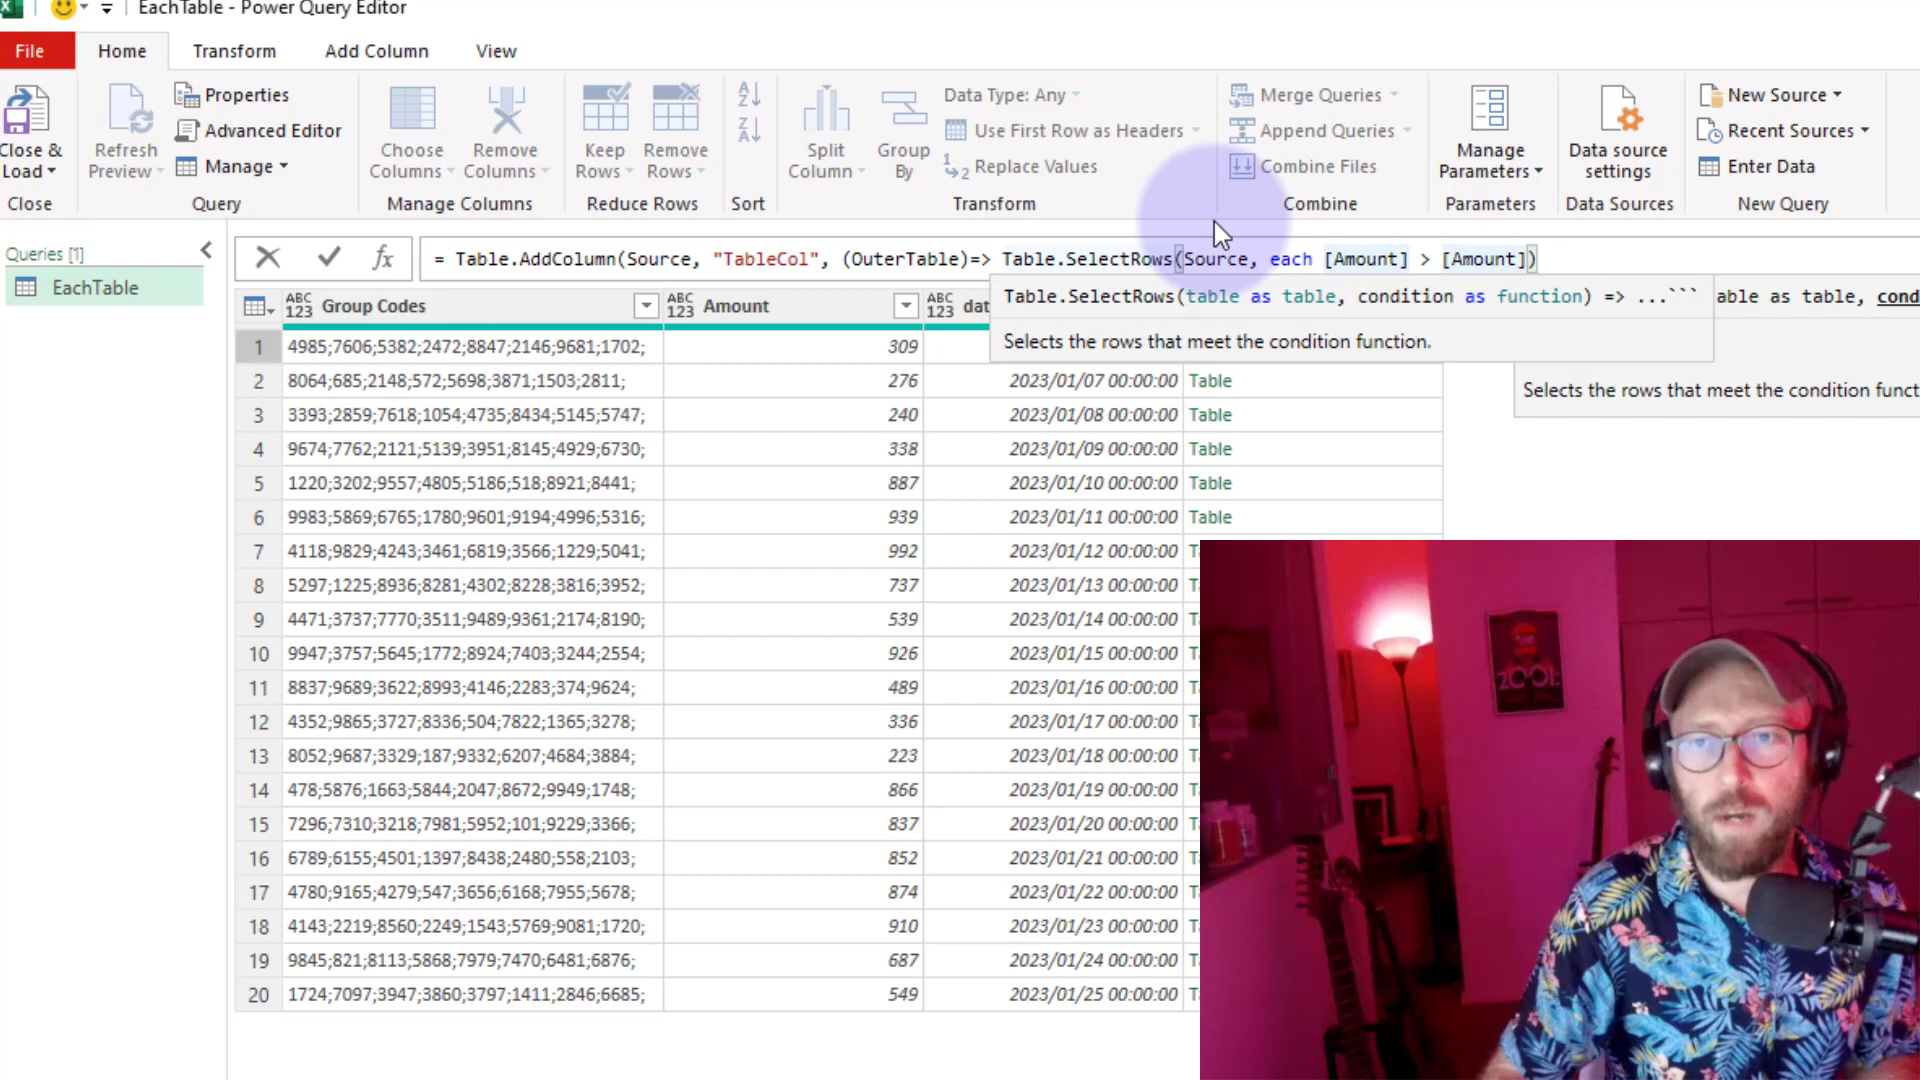 EachTable - Power Query Editor
File Home Transform Add Column View
Close & Load
Refresh Preview
Properties
Advanced Editor
Manage
Choose Columns
Remove Columns
Keep Rows
Remove Rows
A Z
Z A
Split Column
Group By
Data Type: Any
Use First Row as Headers
1 2 Replace Values
Merge Queries
Append Queries
Combine Files
Manage Parameters
Data source settings
New Source
Recent Sources
Enter Data
Close Query Manage Columns Reduce Rows Sort Transform Combine Parameters Data Sources New Query
Queries [1]
EachTable
fx = Table.AddColumn(Source, "TableCol", (OuterTable)=> Table.SelectRows(Source, each [Amount] > [Amount])
Table.SelectRows(table as table, condition as function) => ...``` able as table, cond
Selects the rows that meet the condition function.
Selects the rows that meet the condition funct
ABC 123 Group Codes ABC 123 Amount ABC 123 dat
1 4985;7606;5382;2472;8847;2146;9681;1702; 309
2 8064;685;2148;572;5698;3871;1503;2811; 276 2023/01/07 00:00:00 Table
3 3393;2859;7618;1054;4735;8434;5145;5747; 240 2023/01/08 00:00:00 Table
4 9674;7762;2121;5139;3951;8145;4929;6730; 338 2023/01/09 00:00:00 Table
5 1220;3202;9557;4805;5186;518;8921;8441; 887 2023/01/10 00:00:00 Table
6 9983;5869;6765;1780;9601;9194;4996;5316; 939 2023/01/11 00:00:00 Table
7 4118;9829;4243;3461;6819;3566;1229;5041; 992 2023/01/12 00:00:00 T
8 5297;1225;8936;8281;4302;8228;3816;3952; 737 2023/01/13 00:00:00 T
9 4471;3737;7770;3511;9489;9361;2174;8190; 539 2023/01/14 00:00:00 T
10 9947;3757;5645;1772;8924;7403;3244;2554; 926 2023/01/15 00:00:00 T
11 8837;9689;3622;8993;4146;2283;374;9624; 489 2023/01/16 00:00:00 T
12 4352;9865;3727;8336;504;7822;1365;3278; 336 2023/01/17 00:00:00 T
13 8052;9687;3329;187;9332;6207;4684;3884; 223 2023/01/18 00:00:00 T
14 478;5876;1663;5844;2047;8672;9949;1748; 866 2023/01/19 00:00:00 T
15 7296;7310;3218;7981;5952;101;9229;3366; 837 2023/01/20 00:00:00 T
16 6789;6155;4501;1397;8438;2480;558;2103; 852 2023/01/21 00:00:00 T
17 4780;9165;4279;547;3656;6168;7955;5678; 874 2023/01/22 00:00:00 T
18 4143;2219;8560;2249;1543;5769;9081;1720; 910 2023/01/23 00:00:00 T
19 9845;821;8113;5868;7979;7470;6481;6876; 687 2023/01/24 00:00:00 T
20 1724;7097;3947;3860;3797;1411;2846;6685; 549 2023/01/25 00:00:00 T
2001: